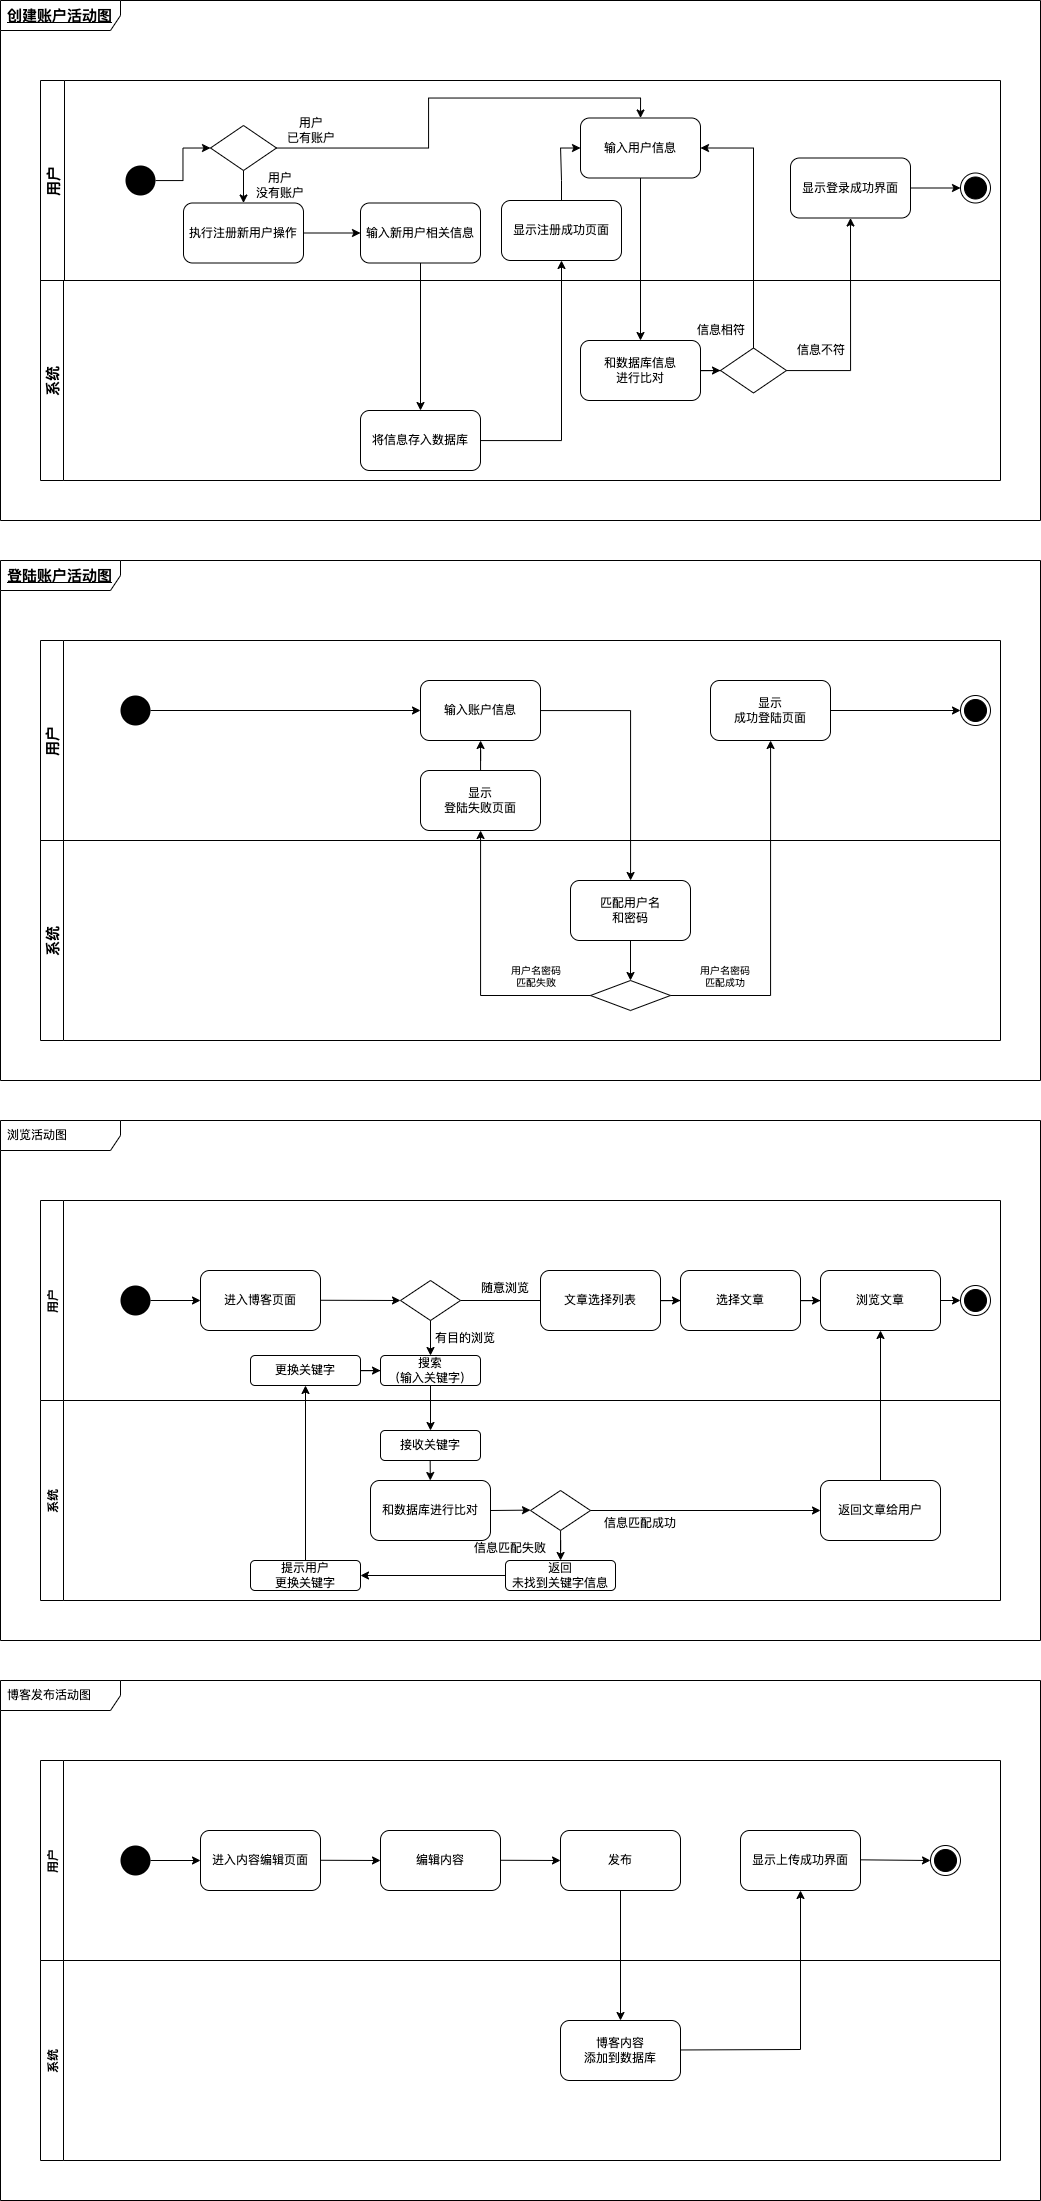 创建账户活动图
用户
用户
已有账户
输入用户信息
显示登录成功界面
用户
没有账户
执行注册新用户操作
输入新用户相关信息
显示注册成功页面
系统
信息相符
信息不符
和数据库信息
进行比对
将信息存入数据库
登陆账户活动图
用户
输入账户信息
显示
成功登陆页面
显示
登陆失败页面
系统
匹配用户名
和密码
用户名密码
匹配失败
用户名密码
匹配成功
浏览活动图
用户
进入博客页面
随意浏览
文章选择列表
选择文章
浏览文章
有目的浏览
更换关键字
搜索
（输入关键字）
系统
接收关键字
和数据库进行比对
信息匹配成功
返回文章给用户
信息匹配失败
提示用户
更换关键字
返回
未找到关键字信息
博客发布活动图
用户
进入内容编辑页面
编辑内容
发布
显示上传成功界面
系统
博客内容
添加到数据库